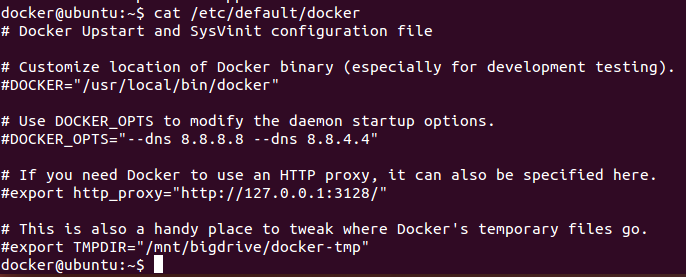 docker@ubuntu:~$ cat /etc/default/docker
# Docker Upstart and SysVinit configuration file
# Customize location of Docker binary (especially for development testing).
#DOCKER="/usr/local/bin/docker"
# Use DOCKER_OPTS to modify the daemon startup options.
#DOCKER_OPTS="--dns 8.8.8.8 --dns 8.8.4.4"
# If you need Docker to use an HTTP proxy, it can also be specified here.
#export http_proxy="http://127.0.0.1:3128/"
# This is also a handy place to tweak where Docker's temporary files go.
#export TMPDIR="/mnt/bigdrive/docker-tmp"
docker@ubuntu:~$